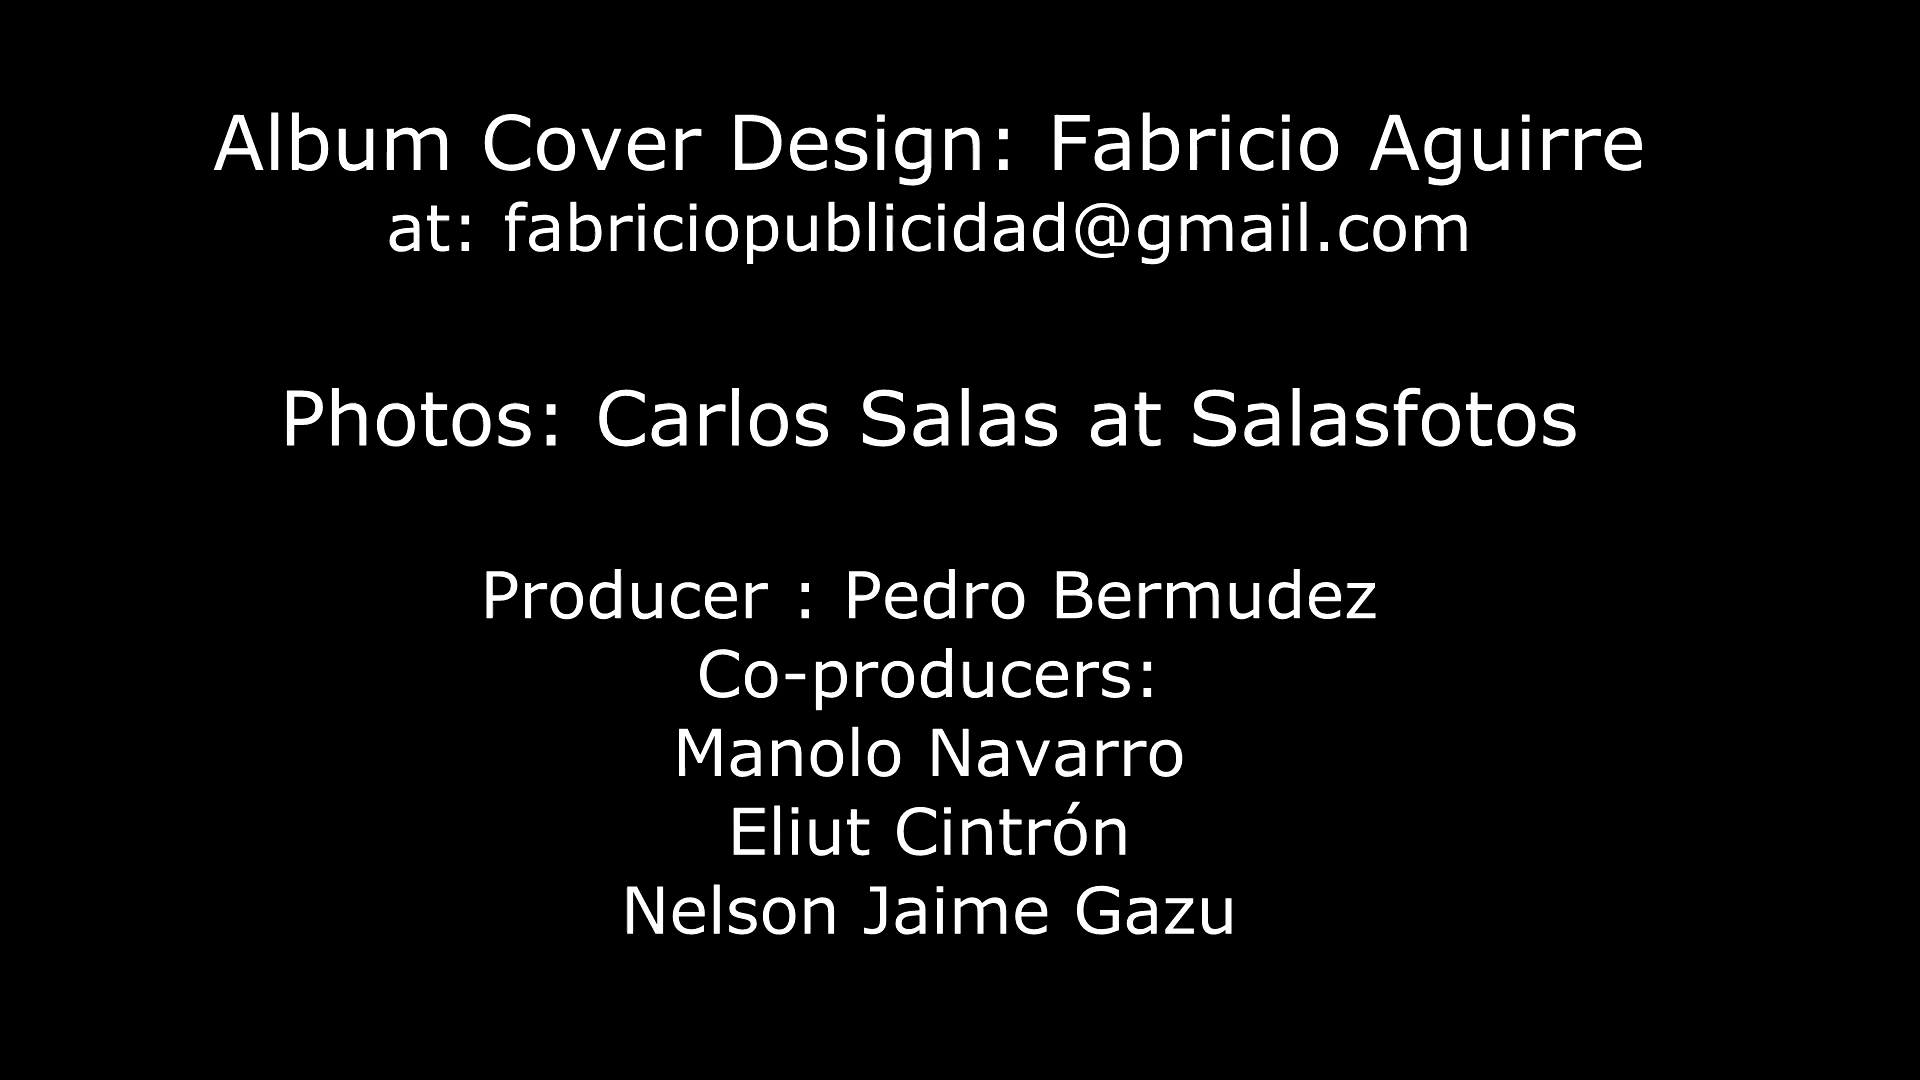 Album Cover Design: Fabricio Aguirre
at: fabriciopublicidad@gmail.com
Photos: Carlos Salas at Salasfotos
Producer : Pedro Bermudez
Co-producers:
Manolo Navarro
Eliut Cintrón
Nelson Jaime Gazu